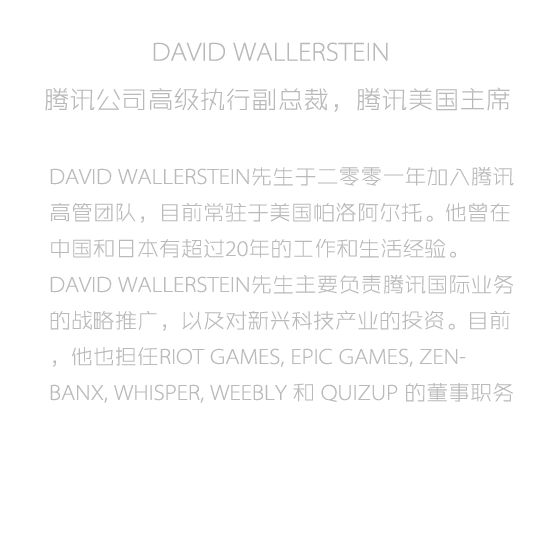 DAVID WALLERSTEIN
腾讯公司高级执行副总裁，腾讯美国主席
DAVID WALLERSTEIN先生于二零零一年加入腾讯
高管团队，目前常驻于美国帕洛阿尔托。他曾在
中国和日本有超过20年的工作和生活经验。
DAVID WALLERSTEIN先生主要负责腾讯国际业务
的战略推广，以及对新兴科技产业的投资。目前
，他也担任RIOT GAMES, EPIC GAMES, ZEN-
BANX, WHISPER, WEEBLY 和 QUIZUP 的董事职务